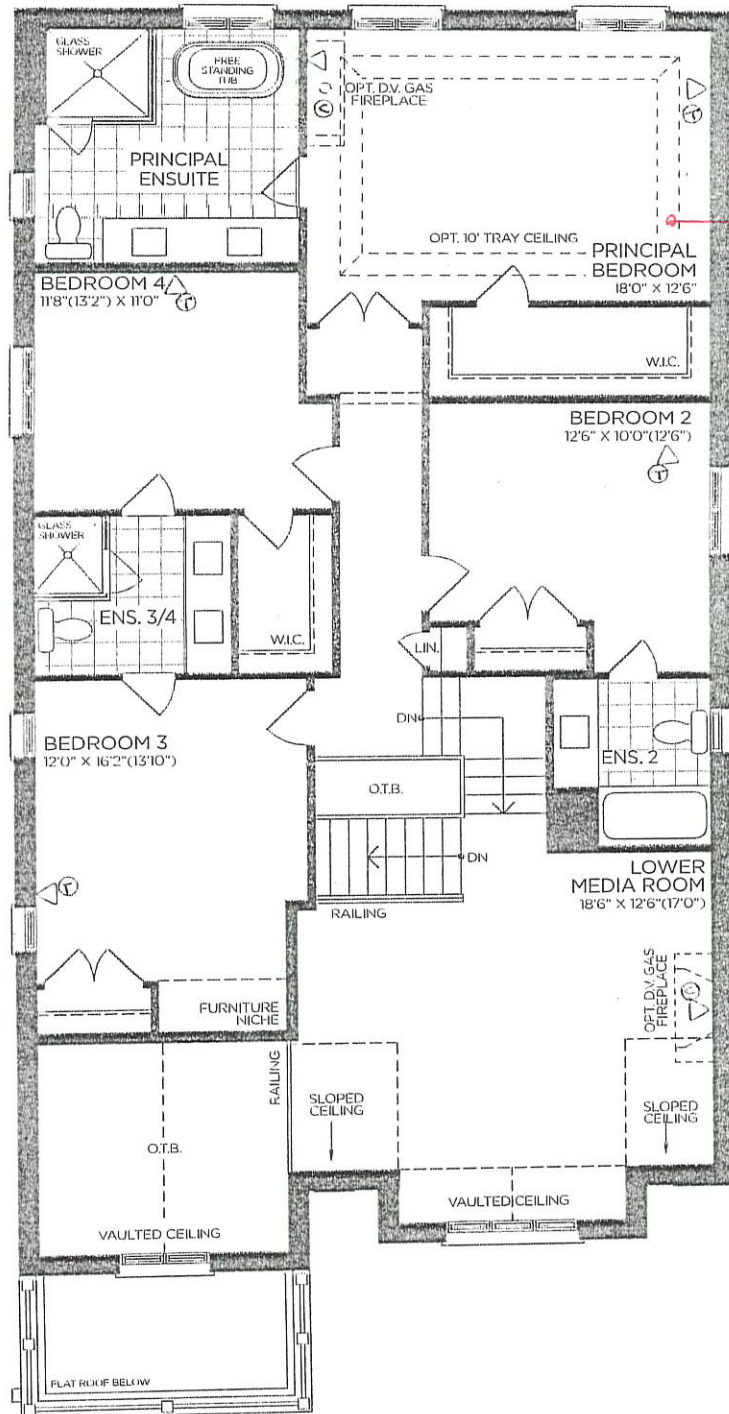 GLASS
SHOWER
FREE
STANDING
TUB
OPT. D.V. GAS
FIREPLACE
PRINCIPAL
ENSUITE
OPT. 10' TRAY CEILING
PRINCIPAL
BEDROOM
18'0" X 12'6"
BEDROOM 4
11'8"(13'2") X 11'0"
W.I.C.
BEDROOM 2
12'6" X 10'0"(12'6")
GLASS
SHOWER
ENS. 3/4
W.I.C.
LIN.
DN
BEDROOM 3
12'0" X 16'2"(13'10")
ENS. 2
O.T.B.
DN
LOWER
MEDIA ROOM
18'6" X 12'6"(17'0")
RAILING
OPT. D.V. GAS
FIREPLACE
FURNITURE
NICHE
RAILING
SLOPED
CEILING
SLOPED
CEILING
O.T.B.
VAULTED CEILING
VAULTED CEILING
FLAT ROOF BELOW